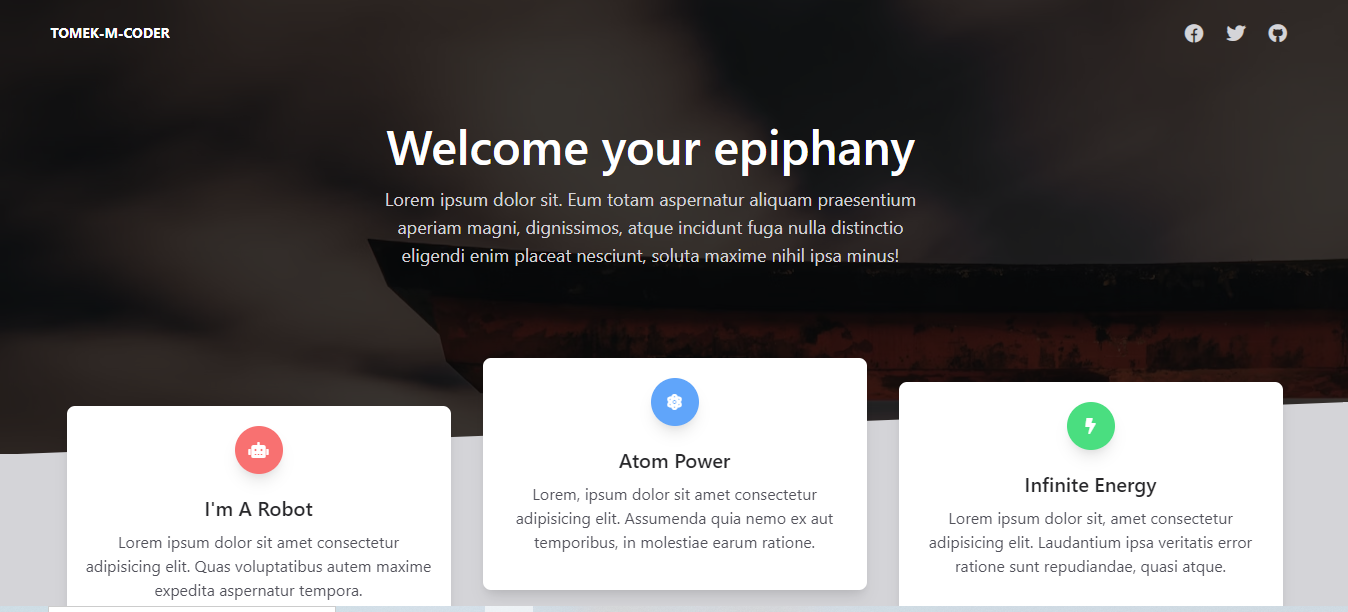 TOMEK-M-CODER
Welcome your epiphany
Lorem ipsum dolor sit. Eum totam aspernatur aliquam praesentium
aperiam magni, dignissimos, atque incidunt fuga nulla distinctio
eligendi enim placeat nesciunt, soluta maxime nihil ipsa minus!
I'm A Robot
Lorem ipsum dolor sit amet consectetur
adipisicing elit. Quas voluptatibus autem maxime
expedita aspernatur tempora.
Atom Power
Lorem, ipsum dolor sit amet consectetur
adipisicing elit. Assumenda quia nemo ex aut
temporibus, in molestiae earum ratione.
Infinite Energy
Lorem ipsum dolor sit, amet consectetur
adipisicing elit. Laudantium ipsa veritatis error
ratione sunt repudiandae, quasi atque.